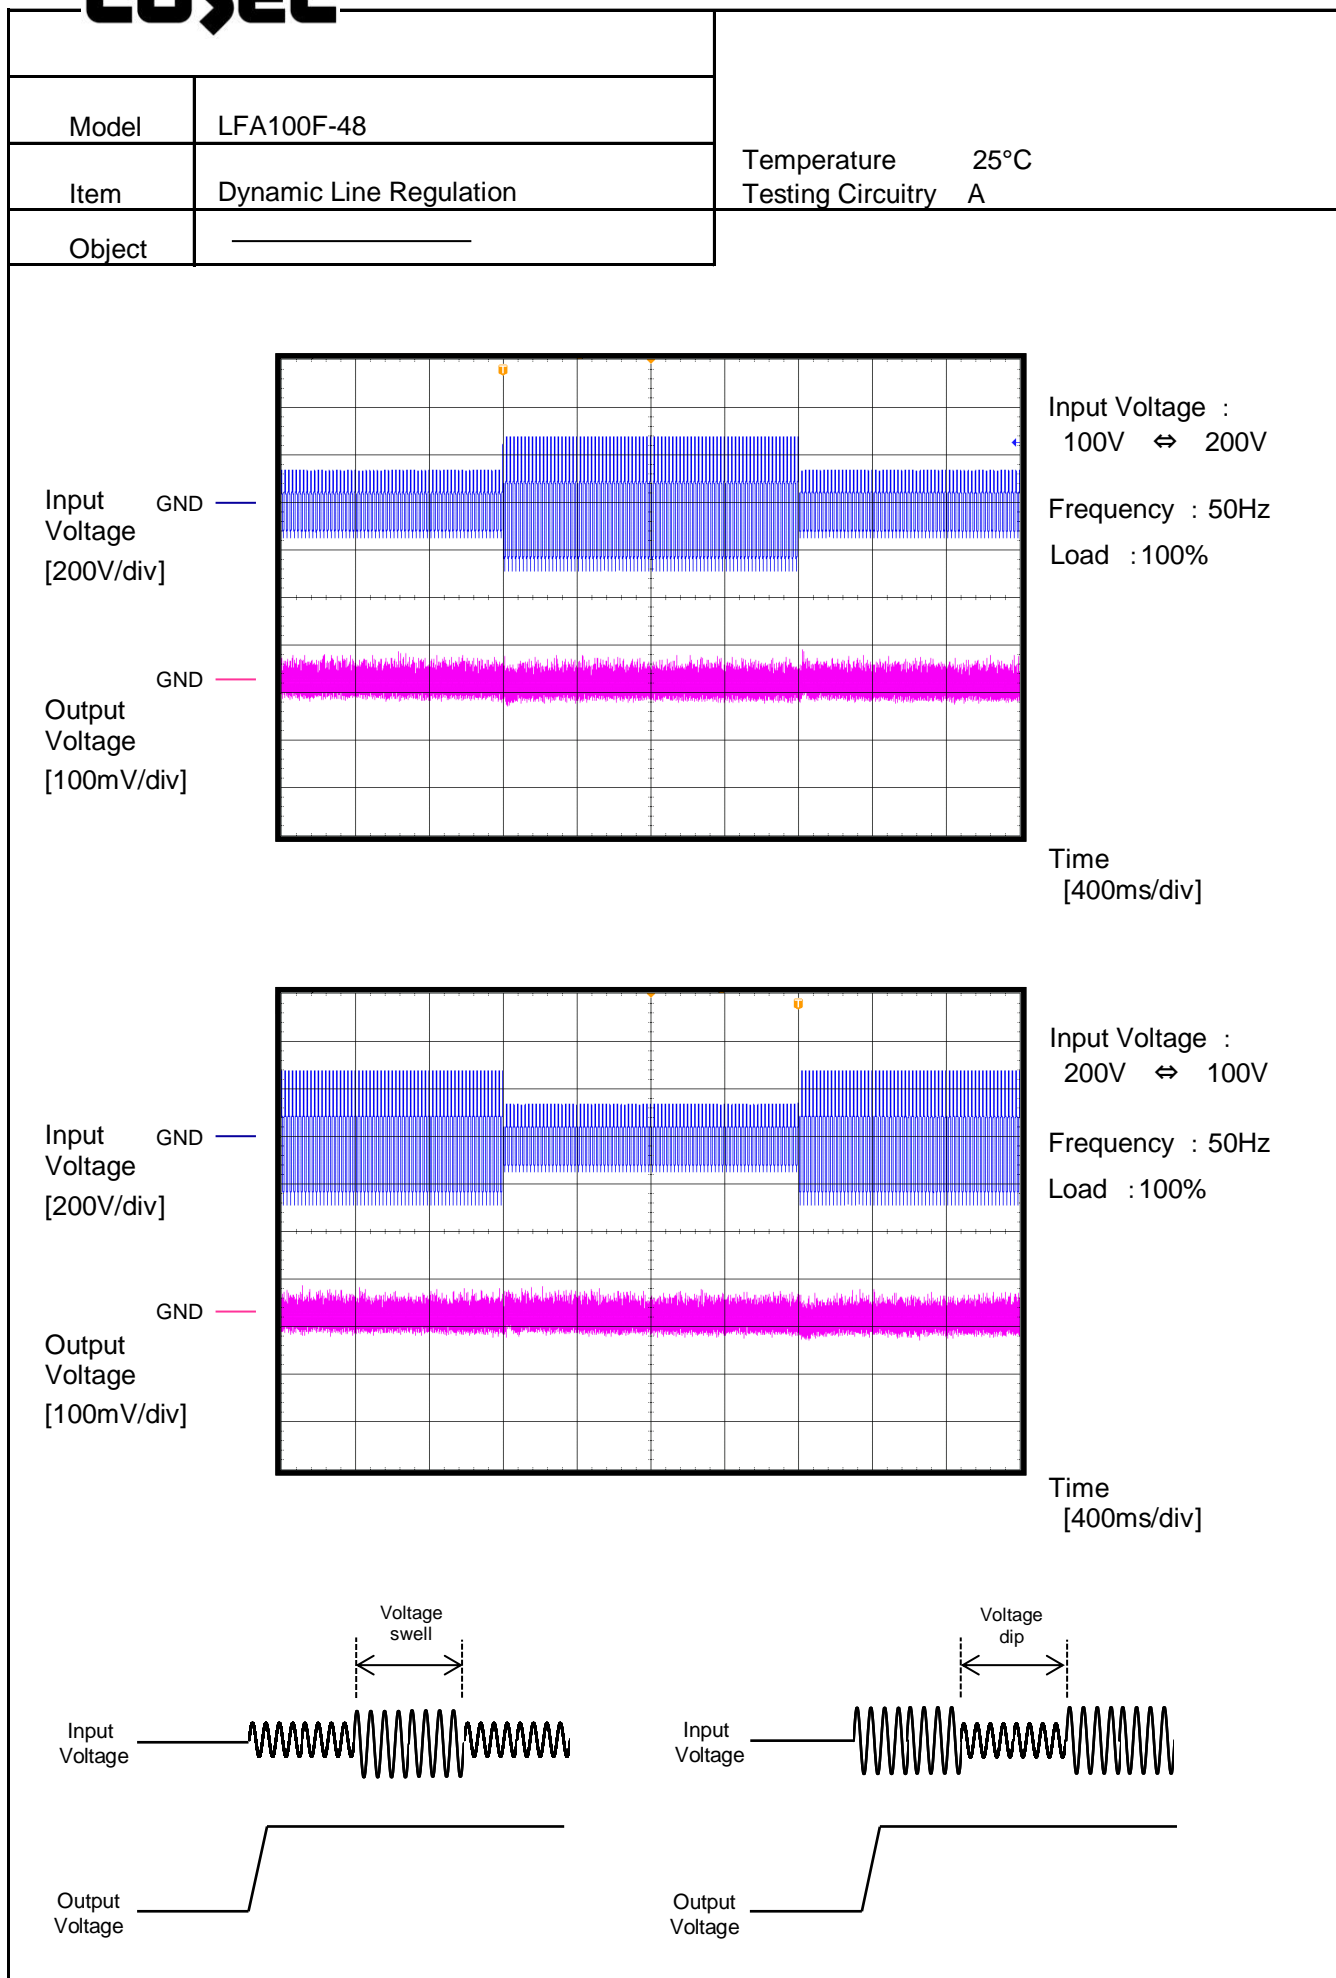 COSEL
Model LFA100F-48
Item Dynamic Line Regulation
Object
Temperature 25°C
Testing Circuitry A
Input Voltage :
100V ⇔ 200V
Frequency : 50Hz
Load : 100%
Input
Voltage
[200V/div]
GND
GND
Output
Voltage
[100mV/div]
T
Time
[400ms/div]
Input Voltage :
200V ⇔ 100V
Frequency : 50Hz
Load : 100%
Input
Voltage
[200V/div]
GND
GND
Output
Voltage
[100mV/div]
T
Time
[400ms/div]
Voltage
swell
Input
Voltage
Output
Voltage
Voltage
dip
Input
Voltage
Output
Voltage